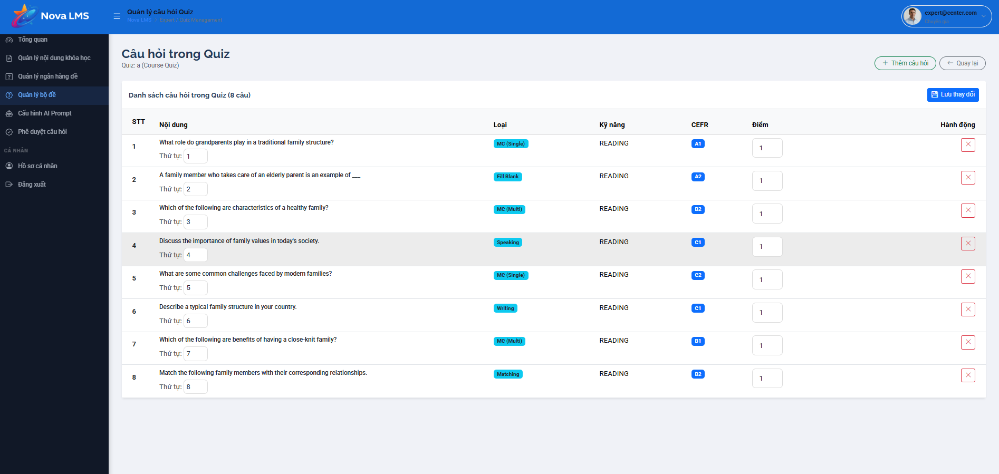 Nova LMS
Quản lý câu hỏi Quiz
Nova LMS > Expert / Quiz Management
expert@center.com
Chuyên gia
Tổng quan
Quản lý nội dung khóa học
Quản lý ngân hàng đề
Quản lý bộ đề
Cấu hình AI Prompt
Phê duyệt câu hỏi
CÁ NHÂN
Hồ sơ cá nhân
Đăng xuất
Câu hỏi trong Quiz
Quiz: a (Course Quiz)
+ Thêm câu hỏi
← Quay lại
Danh sách câu hỏi trong Quiz (8 câu)
Lưu thay đổi
STT Nội dung Loại Kỹ năng CEFR Điểm Hành động
1 What role do grandparents play in a traditional family structure? MC (Single) READING A1 1
Thứ tự: 1
2 A family member who takes care of an elderly parent is an example of ___ Fill Blank READING A2 1
Thứ tự: 2
3 Which of the following are characteristics of a healthy family? MC (Multi) READING B2 1
Thứ tự: 3
4 Discuss the importance of family values in today's society. Speaking READING C1 1
Thứ tự: 4
5 What are some common challenges faced by modern families? MC (Single) READING C2 1
Thứ tự: 5
6 Describe a typical family structure in your country. Writing READING C1 1
Thứ tự: 6
7 Which of the following are benefits of having a close-knit family? MC (Multi) READING B1 1
Thứ tự: 7
8 Match the following family members with their corresponding relationships. Matching READING B2 1
Thứ tự: 8